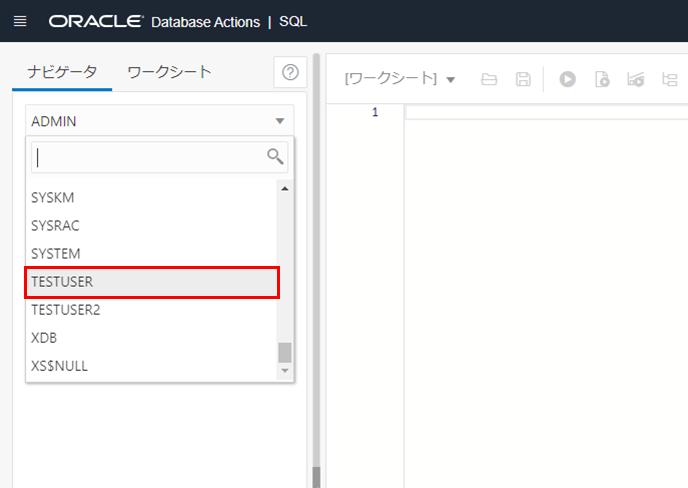 ORACLE Database Actions | SQL
ナビゲータ ワークシート
[ワークシート]
1
ADMIN
SYSKM
SYSRAC
SYSTEM
TESTUSER
TESTUSER2
XDB
XS$NULL